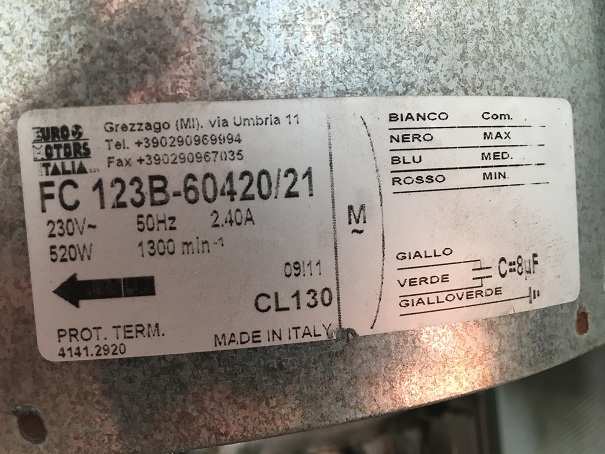 EURO
MOTORS
ITALIA
Grezzago (MI). via Umbria 11
Tel. +390290969994
Fax +390290967035
FC 123B-60420/21
230V~ 50Hz 2.40A
520W 1300 min-1
09!11
CL130
PROT. TERM.
4141.2920
MADE IN ITALY
M
~
BIANCO Com.
NERO MAX
BLU MED.
ROSSO MIN.
GIALLO
VERDE
C=8µF
GIALLOVERDE